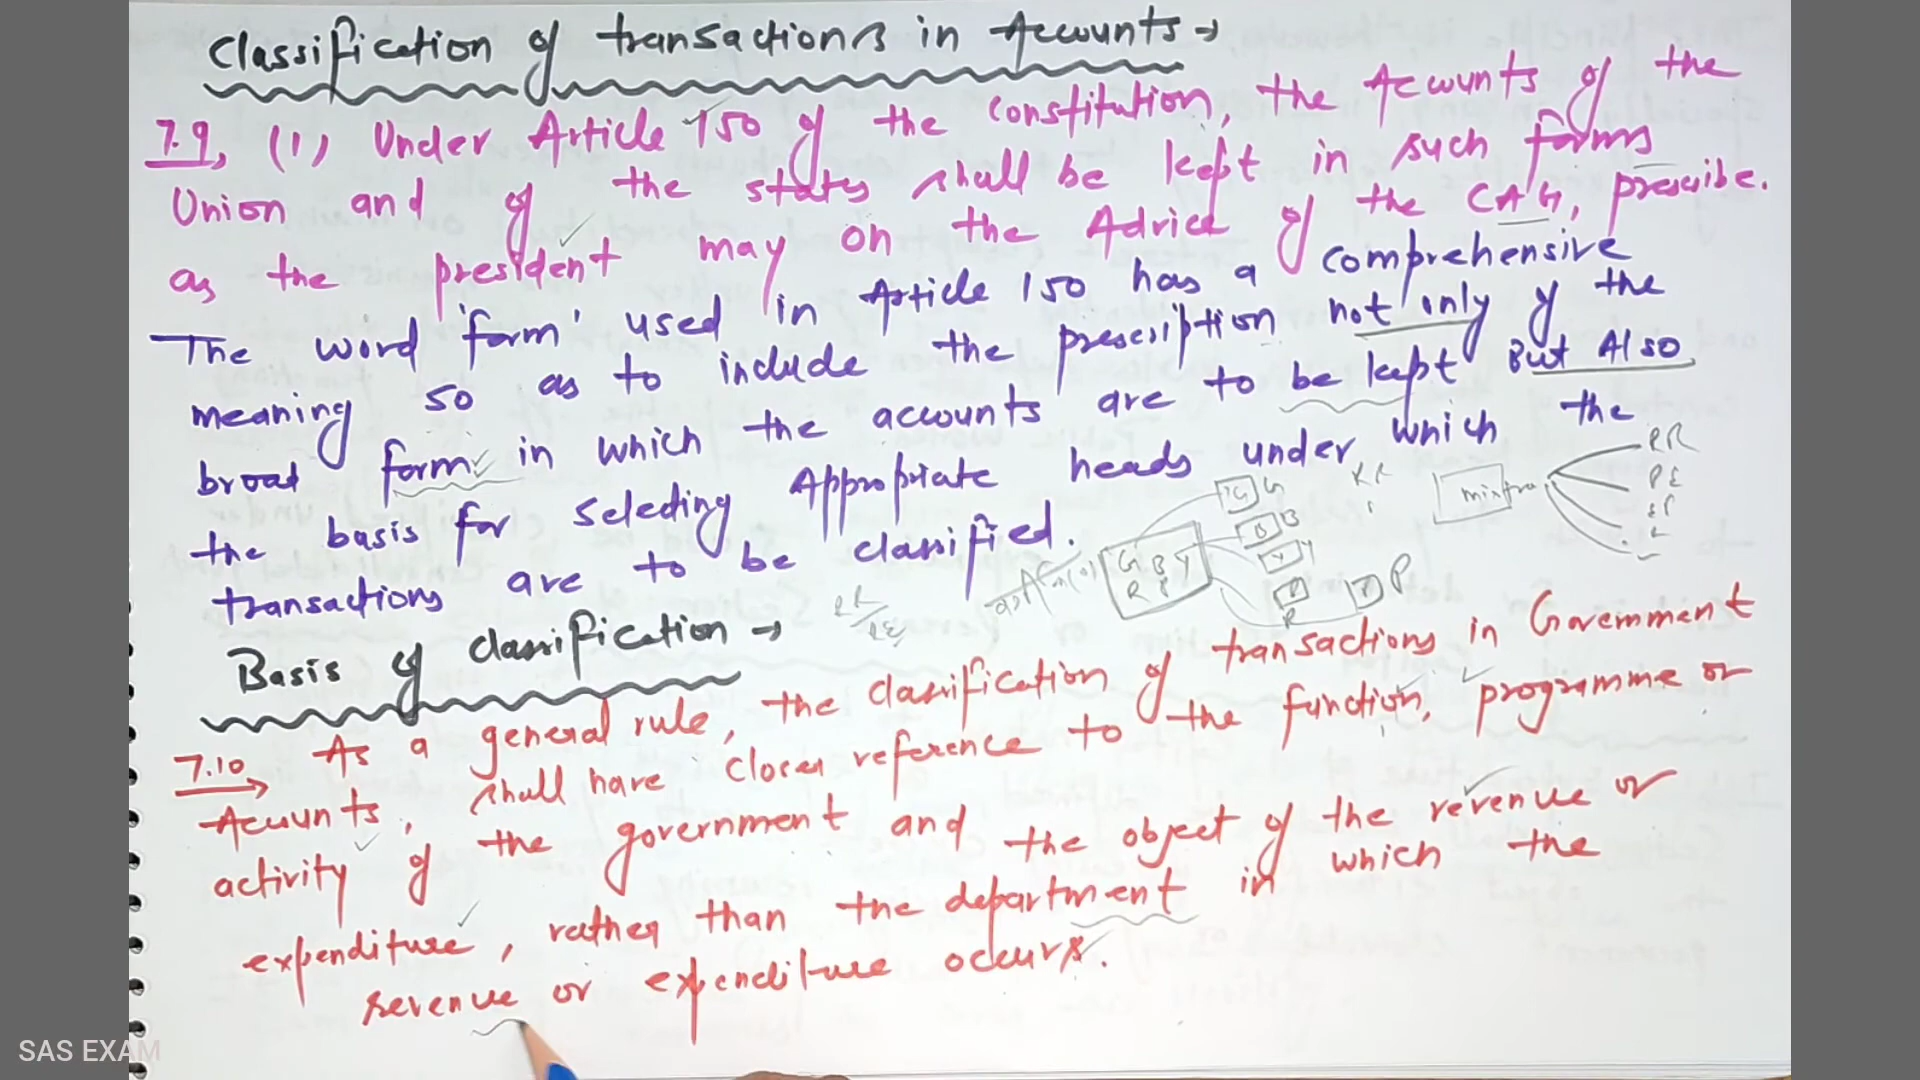 Classification of transactions in Accounts →
7.9, (1) Under Article 150 of the constitution, the Accounts of the
Union and of the states shall be kept in such forms
as the president may on the Advice of the CAG, prescribe.
The word 'form' used in Article 150 has a comprehensive
meaning so as to include the prescription not only of the
broad form in which the accounts are to be kept But Also
the basis for selecting Appropriate heads under which the
transactions are to be classified.
G B Y
R P
RR
PE
Basis of classification →
7.10 → As a general rule, the classification of transactions in Government
Accounts, shall have closer reference to the function, programme or
activity of the government and the object of the revenue or
expenditure, rather than the department in which the
revenue or expenditure occurs.
SAS EXAM